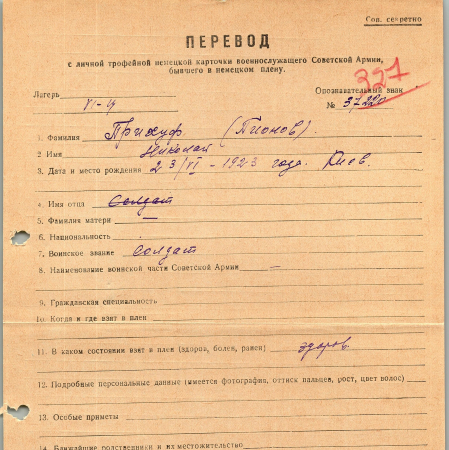 Сов. секретно
ПЕРЕВОД
с личной трофейной немецкой карточки военнослужащего Советской Армии,
бывшего в немецком плену.
327
Лагерь VI-
Опознавательный знак
№ 37220
1. Фамилия (Пионов).
2 Имя Николай
3. Дата и место рождения 23/VI - 1923 года. Киев.
4. Имя отца Солдат
5. Фамилия матери —
6. Национальность
7. Воинское звание солдат
8. Наименование воинской части Советской Армии —
9. Гражданская специальность
10. Когда и где взят в плен
11. В каком состоянии взят в плен (здоров, болен, ранен) здоров.
12. Подробные персональные данные (имеется фотография, оттиск пальцев, рост, цвет волос)
13. Особые приметы
14. Ближайшие родственники и их местожительство